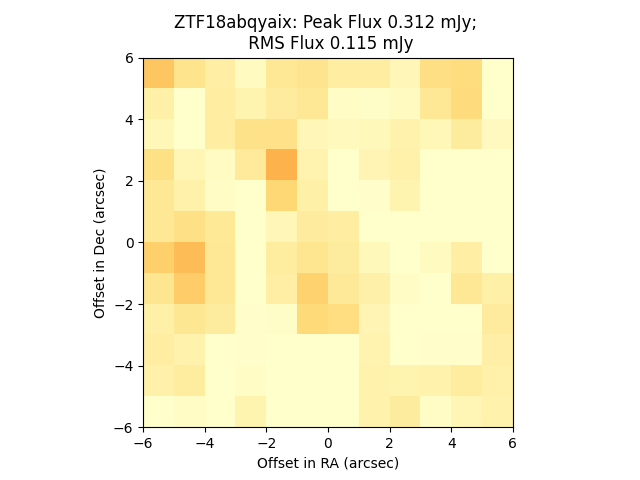 ZTF18abqyaix: Peak Flux 0.312 mJy;
RMS Flux 0.115 mJy
6
4
2
0
−2
−4
−6
Offset in Dec (arcsec)
−6 −4 −2 0 2 4 6
Offset in RA (arcsec)